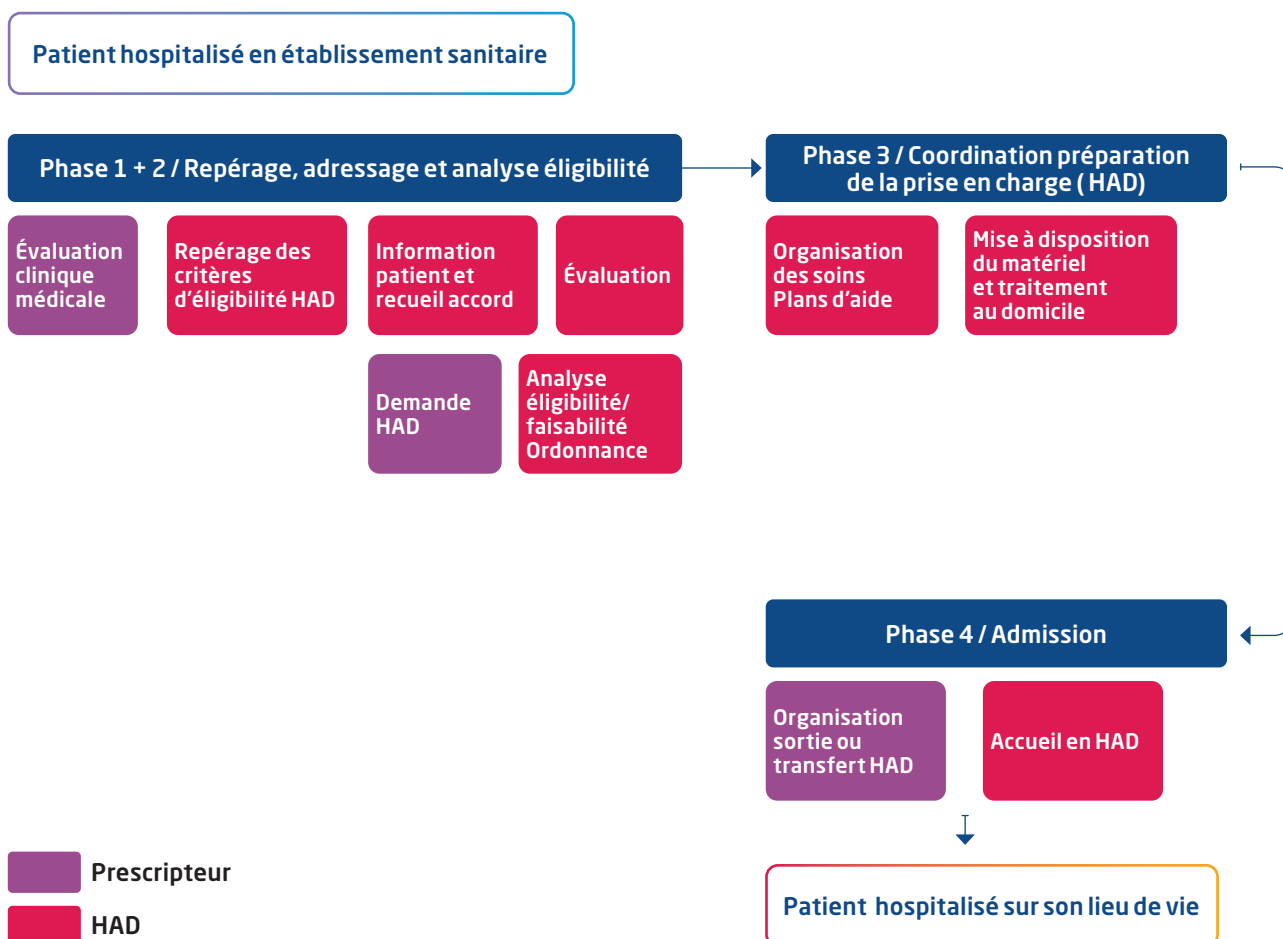 Patient hospitalisé en établissement sanitaire
Phase 1 + 2 / Repérage, adressage et analyse éligibilité
Évaluation
clinique
médicale
Repérage des
critères
d'éligibilité HAD
Information
patient et
recueil accord
Évaluation
Demande
HAD
Analyse
éligibilité/
faisabilité
Ordonnance
Phase 3 / Coordination préparation
de la prise en charge ( HAD)
Organisation
des soins
Plans d'aide
Mise à disposition
du matériel
et traitement
au domicile
Phase 4 / Admission
Organisation
sortie ou
transfert HAD
Accueil en HAD
Patient hospitalisé sur son lieu de vie
Prescripteur
HAD